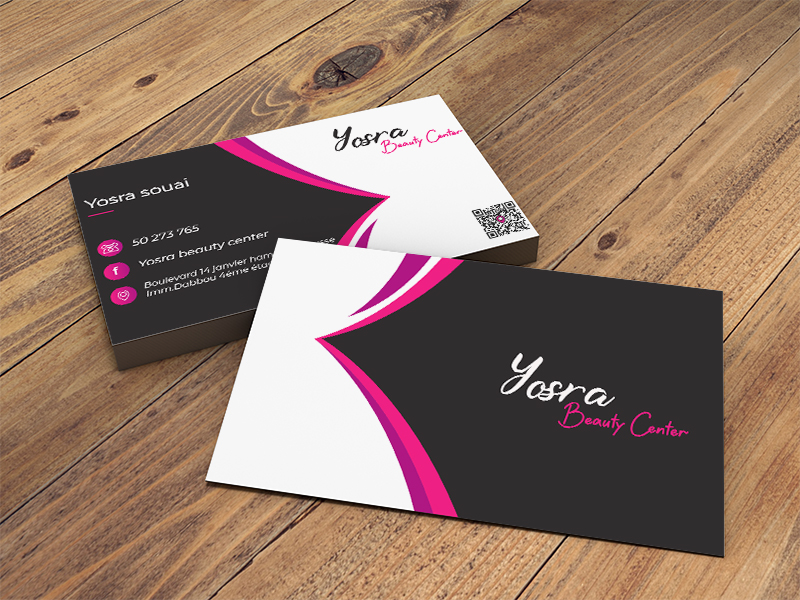 Yosra
Beauty Center
Yosra souai
50 273 765
Yosra beauty center
Boulevard 14 janvier
Imm.Dabbou 4ème
Yosra
Beauty Center